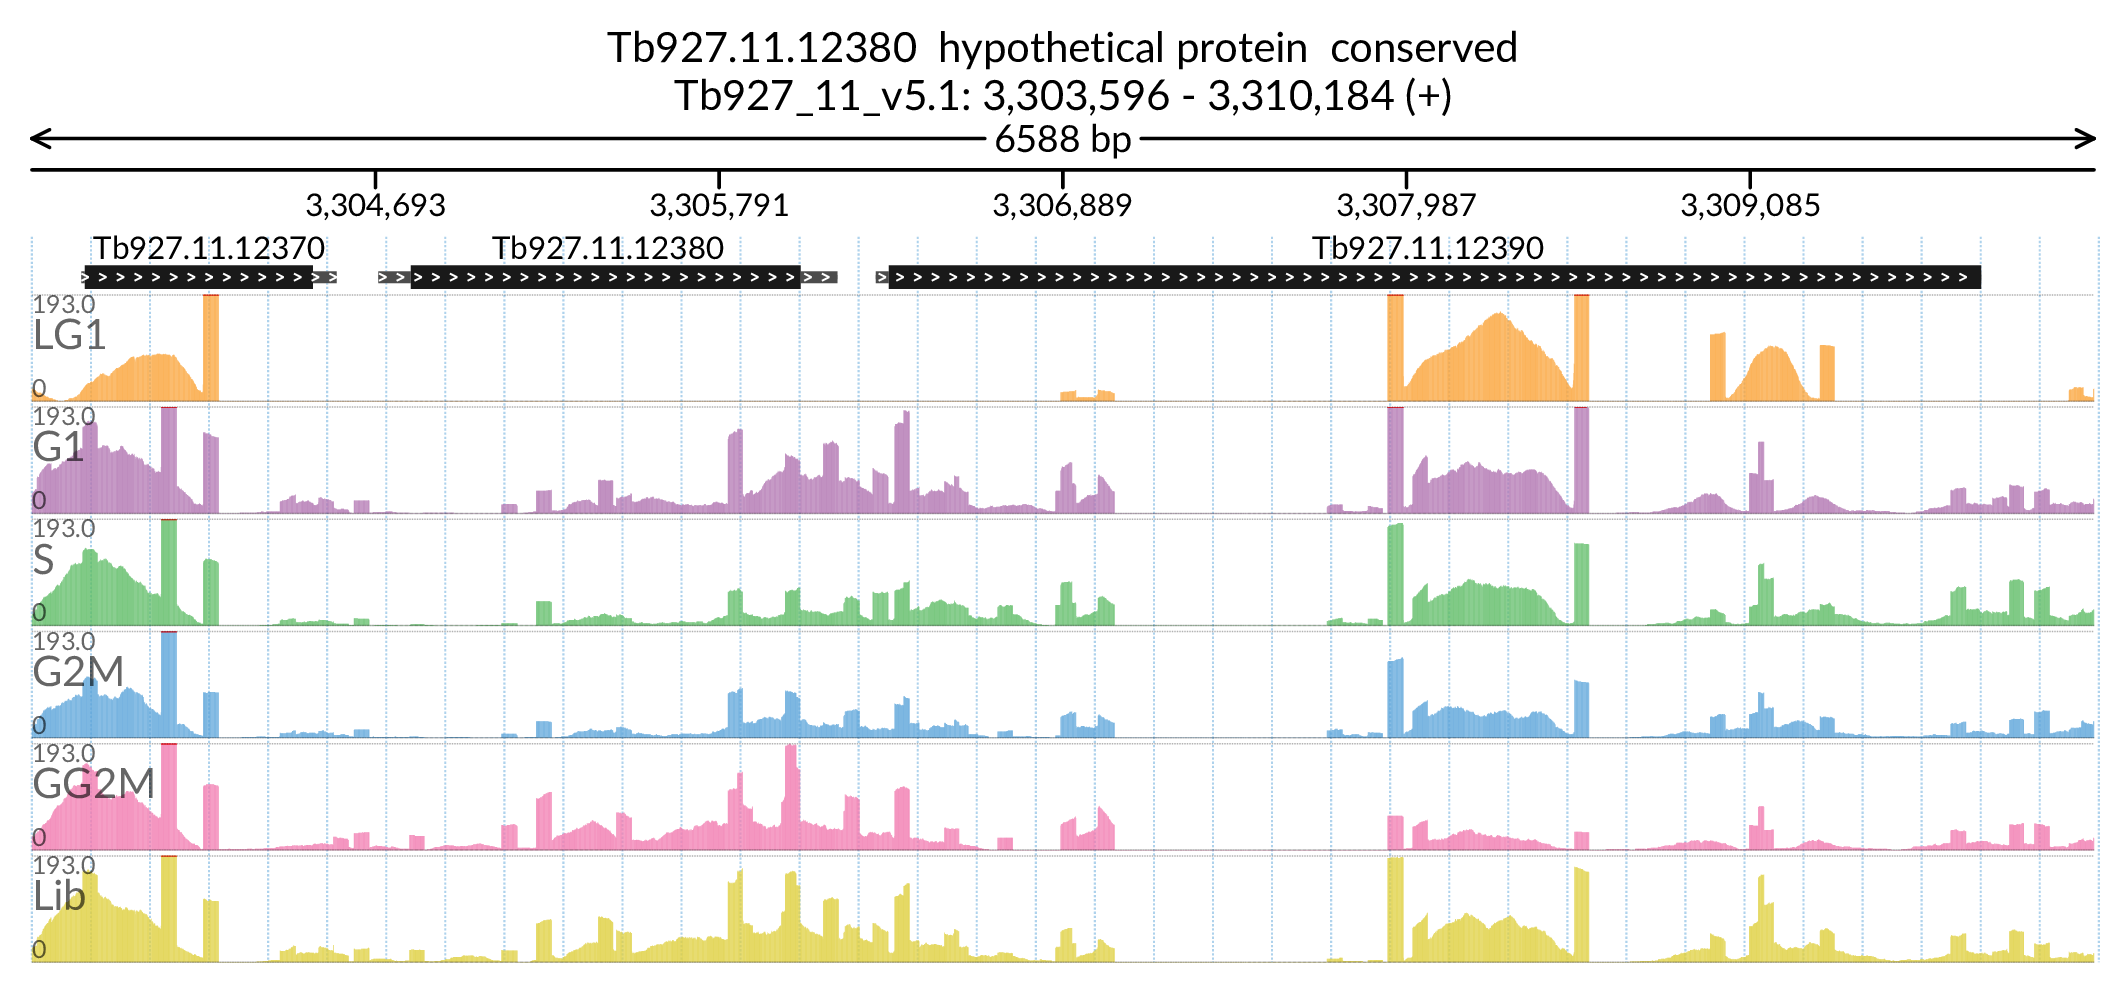 Tb927.11.12380 hypothetical protein conserved
Tb927_11_v5.1: 3,303,596 - 3,310,184 (+)
6588 bp
3,304,693 3,305,791 3,306,889 3,307,987 3,309,085
Tb927.11.12370 Tb927.11.12380 Tb927.11.12390
193.0
LG1
0
193.0
G1
0
193.0
S
0
193.0
G2M
0
193.0
GG2M
0
193.0
Lib
0